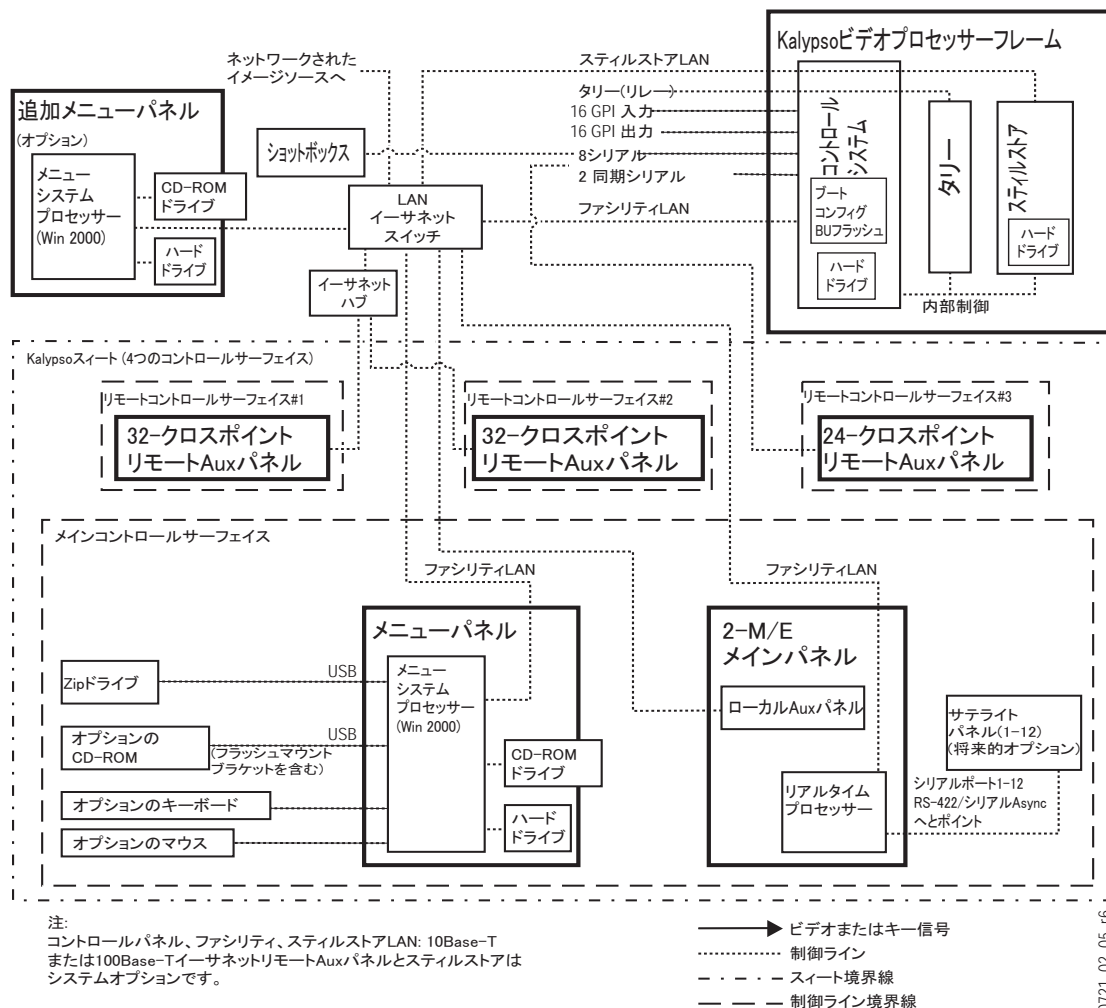 ネットワークされた
イメージソースへ
スティルストアLAN
Kalypsoビデオプロセッサーフレーム
追加メニューパネル
(オプション)
メニュー
システム
プロセッサー
(Win 2000)
CD-ROM
ドライブ
ハード
ドライブ
ショットボックス
タリー(リレー)
16 GPI 入力
16 GPI 出力
8シリアル
2 同期シリアル
ファシリティLAN
LAN
イーサネット
スイッチ
イーサネット
ハブ
コントロール
システム
ブート
コンフィグ
BUフラッシュ
ハード
ドライブ
タリー
スティルストア
ハード
ドライブ
内部制御
Kalypsoスィート (4つのコントロールサーフェイス)
リモートコントロールサーフェイス#1
32-クロスポイント
リモートAuxパネル
リモートコントロールサーフェイス#2
32-クロスポイント
リモートAuxパネル
リモートコントロールサーフェイス#3
24-クロスポイント
リモートAuxパネル
メインコントロールサーフェイス
ファシリティLAN
ファシリティLAN
メニューパネル
メニュー
システム
プロセッサー
(Win 2000)
CD-ROM
ドライブ
ハード
ドライブ
Zipドライブ
USB
オプションの
CD-ROM
USB
(フラッシュマウント
ブラケットを含む)
オプションのキーボード
オプションのマウス
2-M/E
メインパネル
ローカルAuxパネル
リアルタイム
プロセッサー
サテライト
パネル(1-12)
(将来的オプション)
シリアルポート1-12
RS-422/シリアルAsync
へとポイント
注:
コントロールパネル、ファシリティ、スティルストアLAN: 10Base-T
または100Base-TイーサネットリモートAuxパネルとスティルストアは
システムオプションです。
ビデオまたはキー信号
制御ライン
スィート境界線
制御ライン境界線
0721_02_05_r6